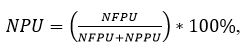 NPU = (NFPU / NFPU+NPPU) * 100%,